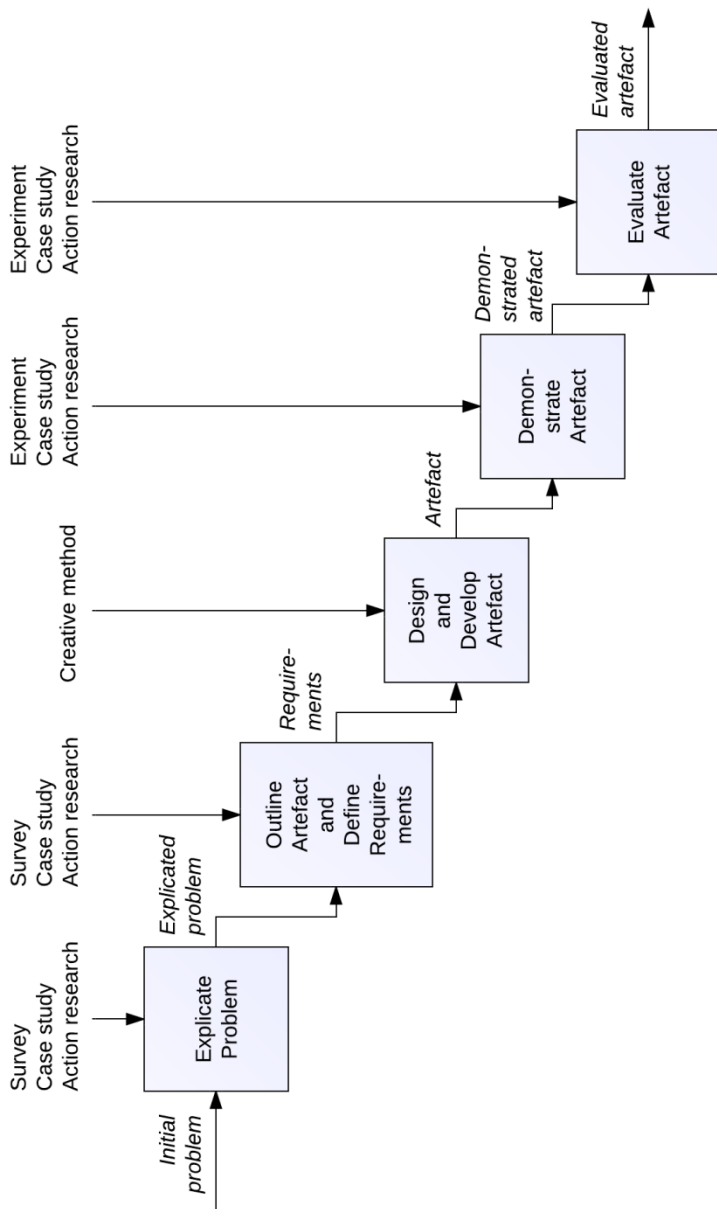 Survey
Case study
Action research
Survey
Case study
Action research
Creative method
Experiment
Case study
Action research
Experiment
Case study
Action research
Initial
problem
Explicate
Problem
Explicated
problem
Outline
Artefact
and
Define
Require-
ments
Require-
ments
Design
and
Develop
Artefact
Artefact
Demon-
strate
Artefact
Demon-
strated
artefact
Evaluate
Artefact
Evaluated
artefact